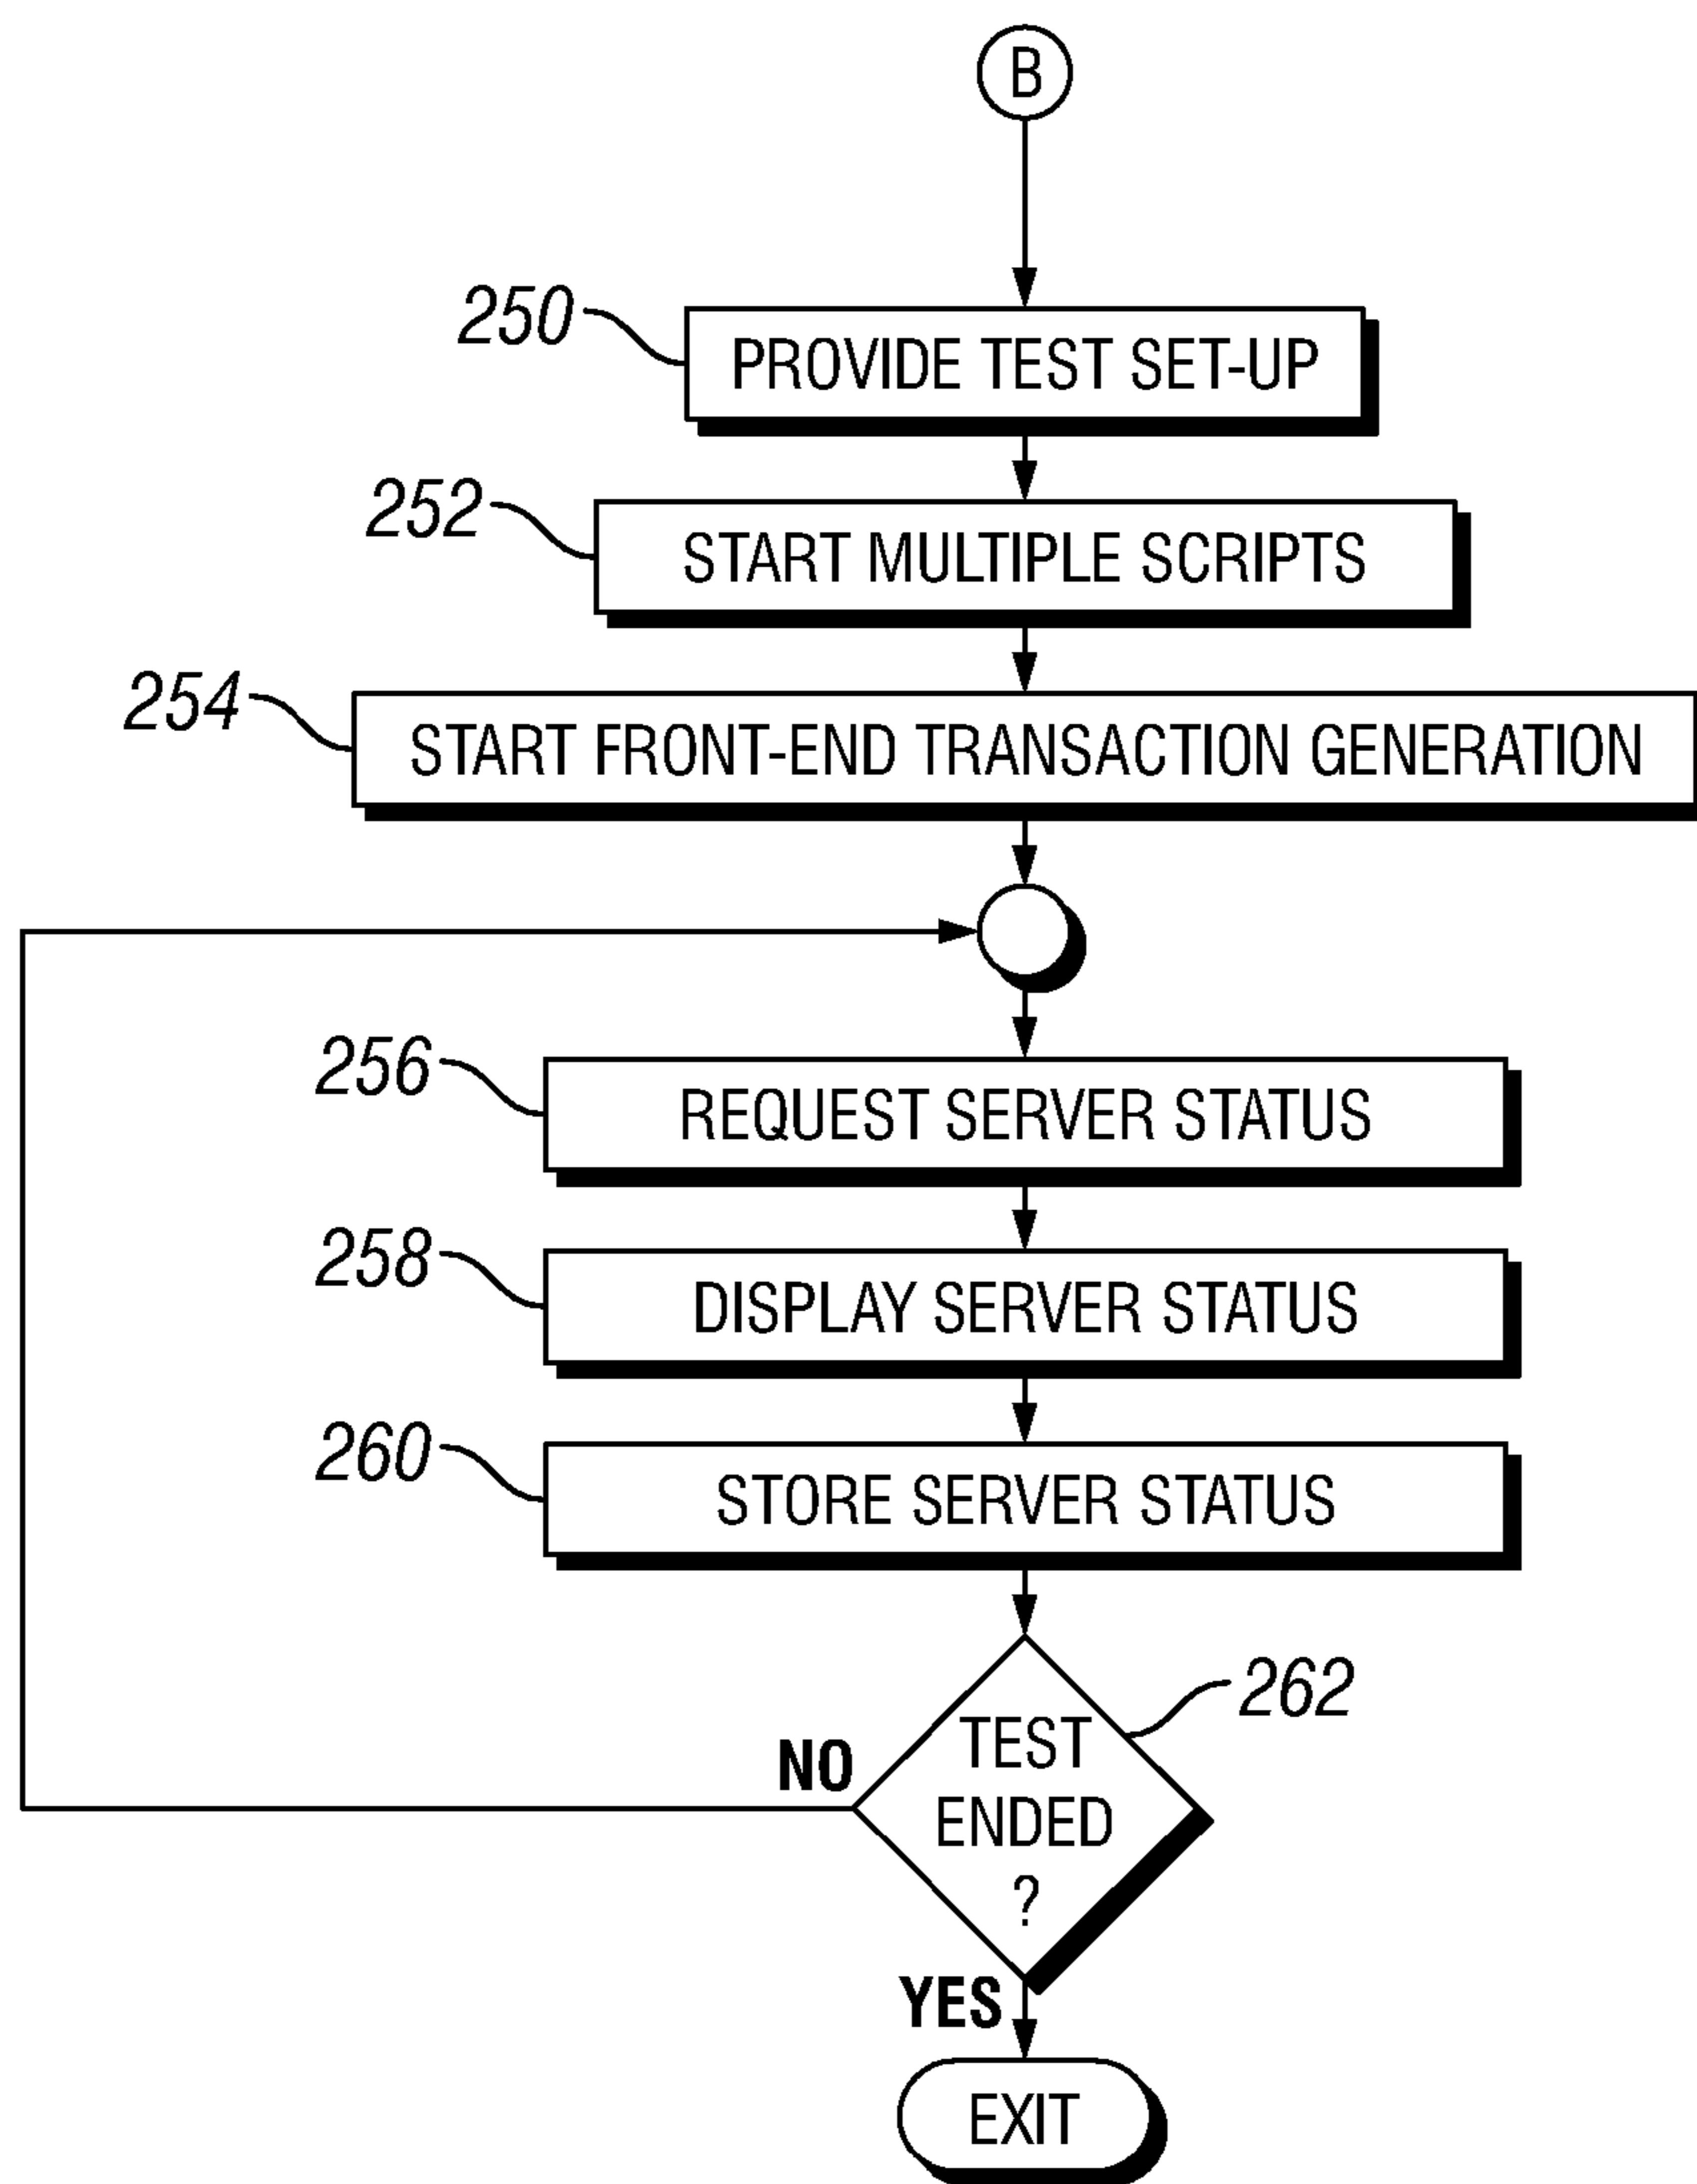 B
250
PROVIDE TEST SET-UP
252
START MULTIPLE SCRIPTS
254
START FRONT-END TRANSACTION GENERATION
256
REQUEST SERVER STATUS
258
DISPLAY SERVER STATUS
260
STORE SERVER STATUS
262
TEST
ENDED
?
NO
YES
EXIT